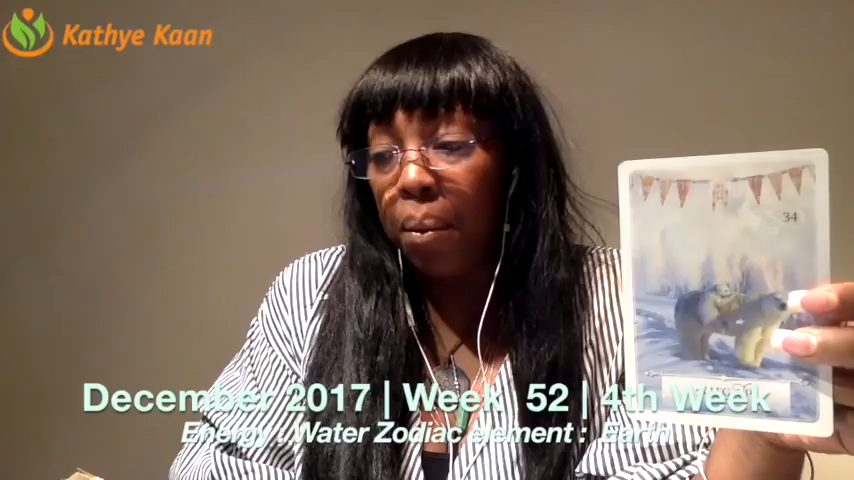 Kathye Kaan
34
December 2017 | Week 52 | 4th Week
Energy : Water Zodiac element : Earth